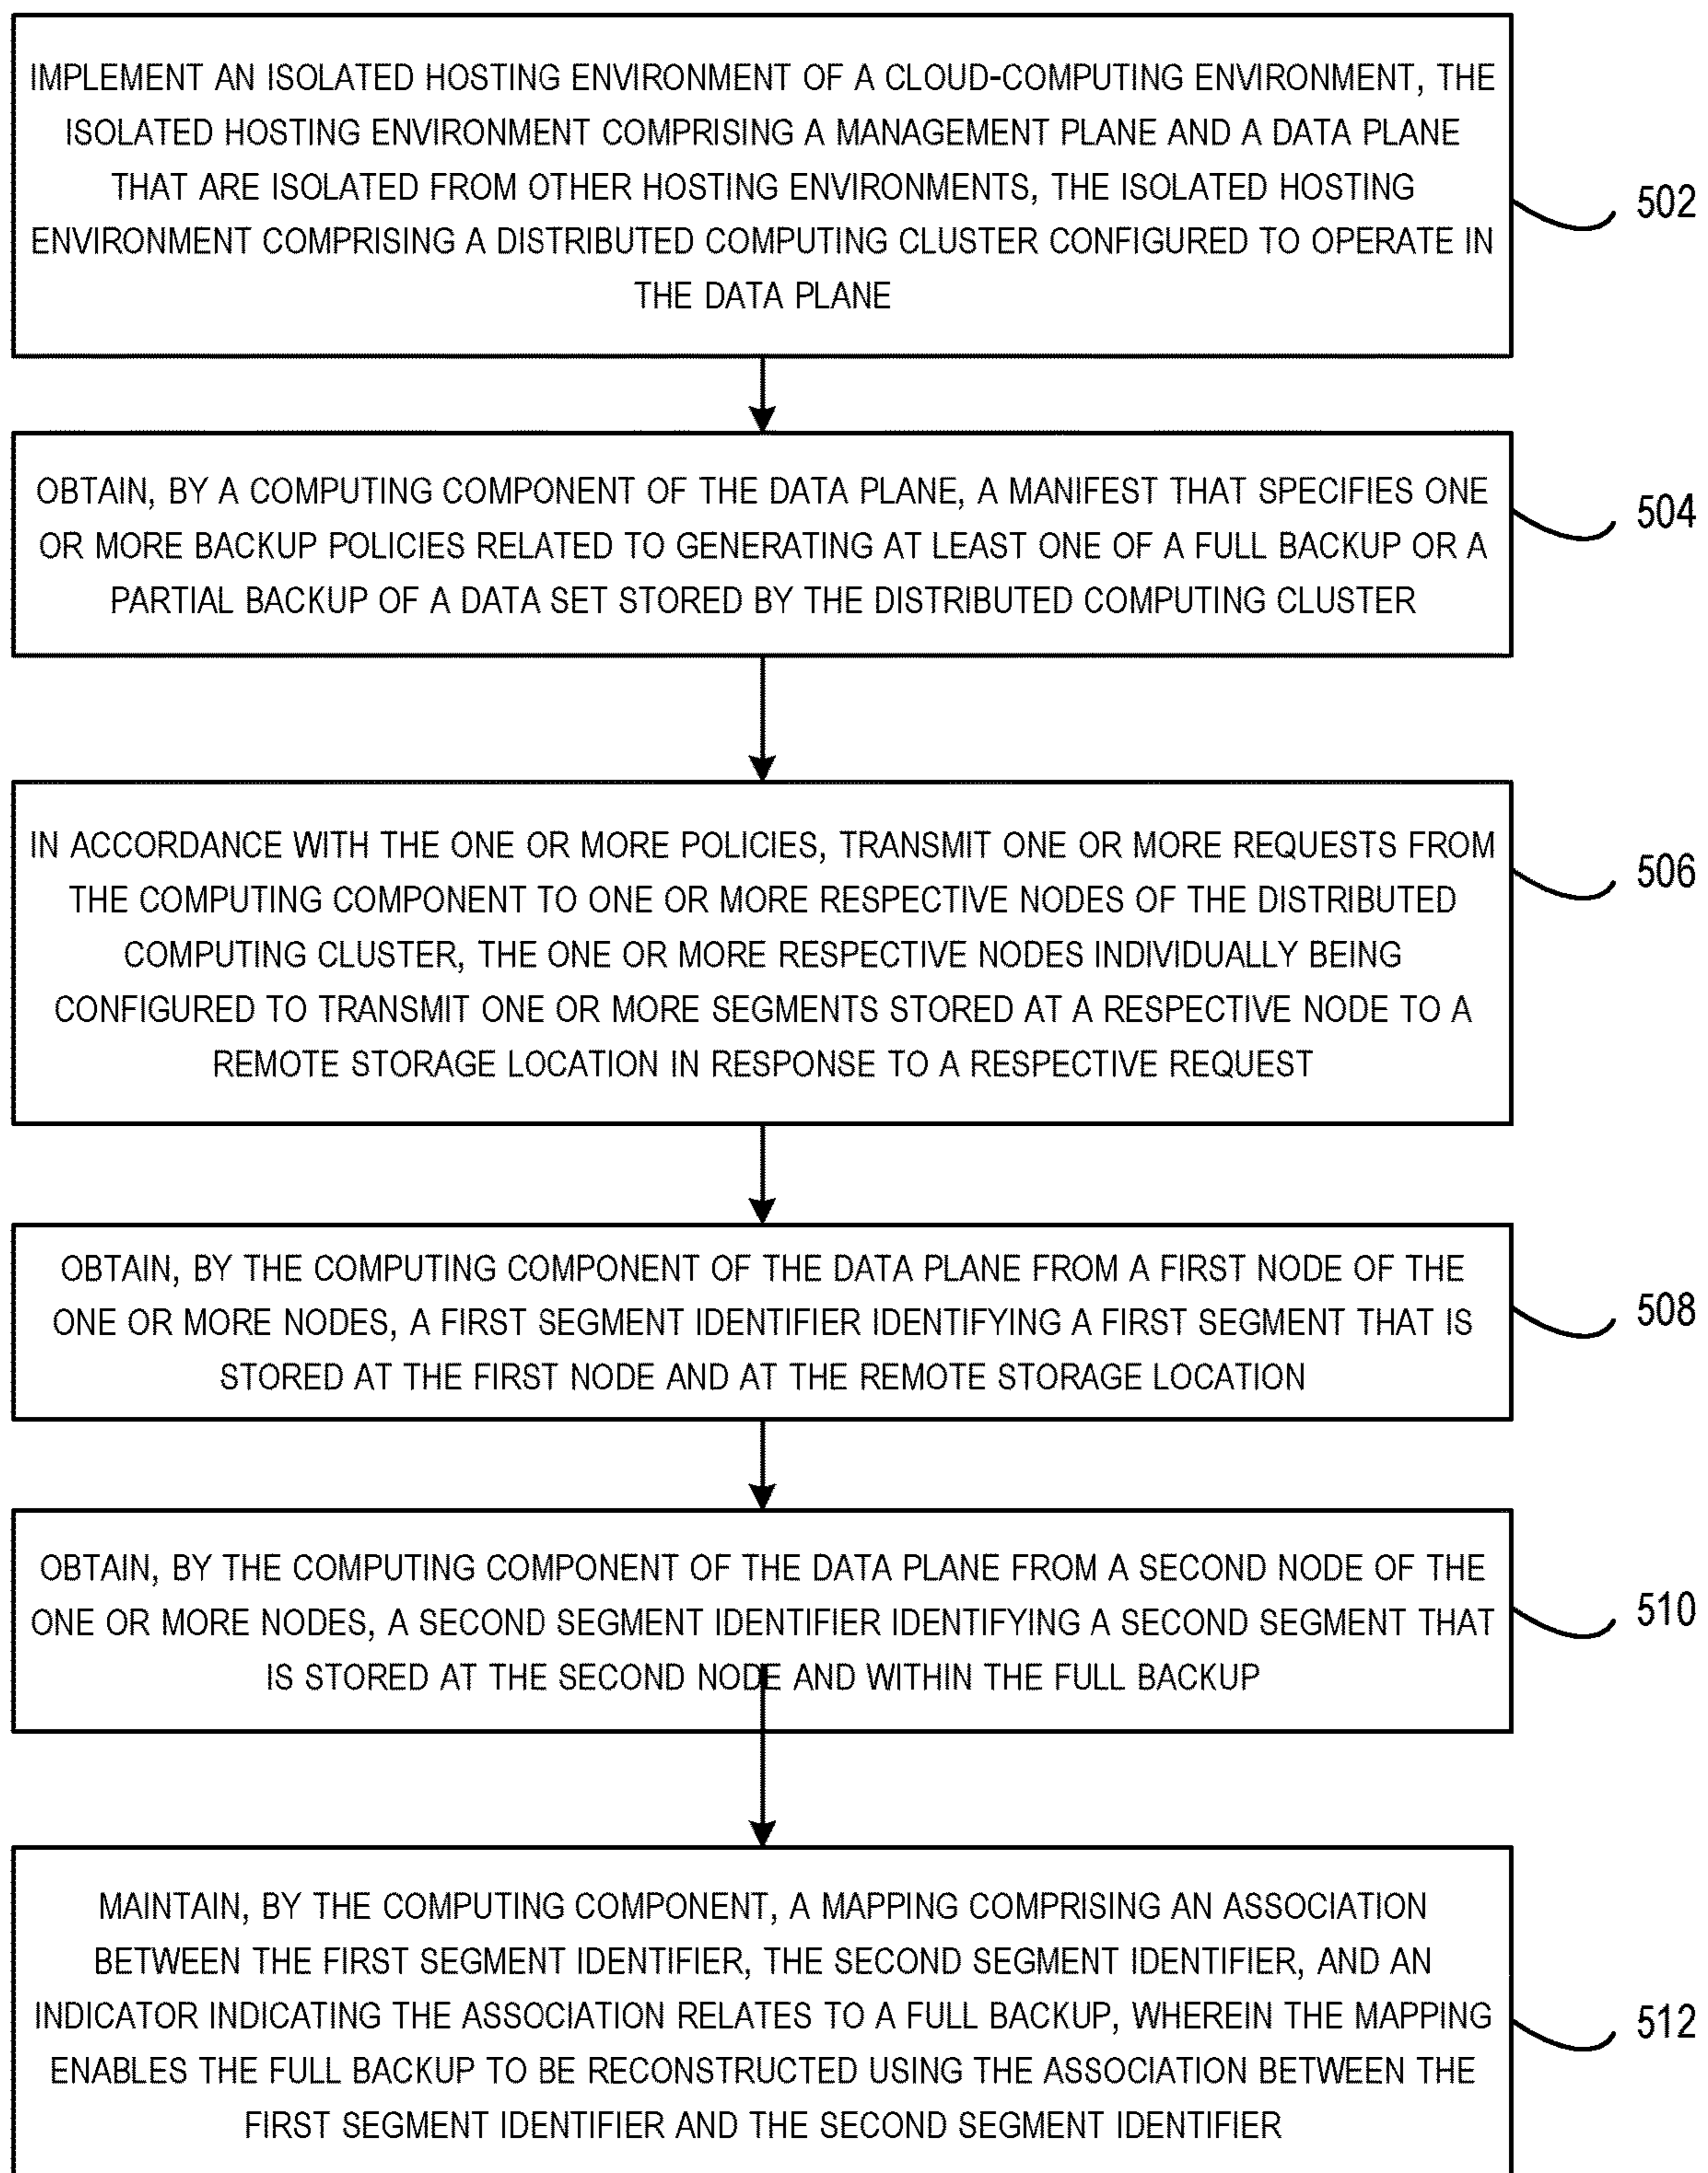 IMPLEMENT AN ISOLATED HOSTING ENVIRONMENT OF A CLOUD-COMPUTING ENVIRONMENT, THE
ISOLATED HOSTING ENVIRONMENT COMPRISING A MANAGEMENT PLANE AND A DATA PLANE
THAT ARE ISOLATED FROM OTHER HOSTING ENVIRONMENTS, THE ISOLATED HOSTING
ENVIRONMENT COMPRISING A DISTRIBUTED COMPUTING CLUSTER CONFIGURED TO OPERATE IN
THE DATA PLANE
502
OBTAIN, BY A COMPUTING COMPONENT OF THE DATA PLANE, A MANIFEST THAT SPECIFIES ONE
OR MORE BACKUP POLICIES RELATED TO GENERATING AT LEAST ONE OF A FULL BACKUP OR A
PARTIAL BACKUP OF A DATA SET STORED BY THE DISTRIBUTED COMPUTING CLUSTER
504
IN ACCORDANCE WITH THE ONE OR MORE POLICIES, TRANSMIT ONE OR MORE REQUESTS FROM
THE COMPUTING COMPONENT TO ONE OR MORE RESPECTIVE NODES OF THE DISTRIBUTED
COMPUTING CLUSTER, THE ONE OR MORE RESPECTIVE NODES INDIVIDUALLY BEING
CONFIGURED TO TRANSMIT ONE OR MORE SEGMENTS STORED AT A RESPECTIVE NODE TO A
REMOTE STORAGE LOCATION IN RESPONSE TO A RESPECTIVE REQUEST
506
OBTAIN, BY THE COMPUTING COMPONENT OF THE DATA PLANE FROM A FIRST NODE OF THE
ONE OR MORE NODES, A FIRST SEGMENT IDENTIFIER IDENTIFYING A FIRST SEGMENT THAT IS
STORED AT THE FIRST NODE AND AT THE REMOTE STORAGE LOCATION
508
OBTAIN, BY THE COMPUTING COMPONENT OF THE DATA PLANE FROM A SECOND NODE OF THE
ONE OR MORE NODES, A SECOND SEGMENT IDENTIFIER IDENTIFYING A SECOND SEGMENT THAT
IS STORED AT THE SECOND NODE AND WITHIN THE FULL BACKUP
510
MAINTAIN, BY THE COMPUTING COMPONENT, A MAPPING COMPRISING AN ASSOCIATION
BETWEEN THE FIRST SEGMENT IDENTIFIER, THE SECOND SEGMENT IDENTIFIER, AND AN
INDICATOR INDICATING THE ASSOCIATION RELATES TO A FULL BACKUP, WHEREIN THE MAPPING
ENABLES THE FULL BACKUP TO BE RECONSTRUCTED USING THE ASSOCIATION BETWEEN THE
FIRST SEGMENT IDENTIFIER AND THE SECOND SEGMENT IDENTIFIER
512